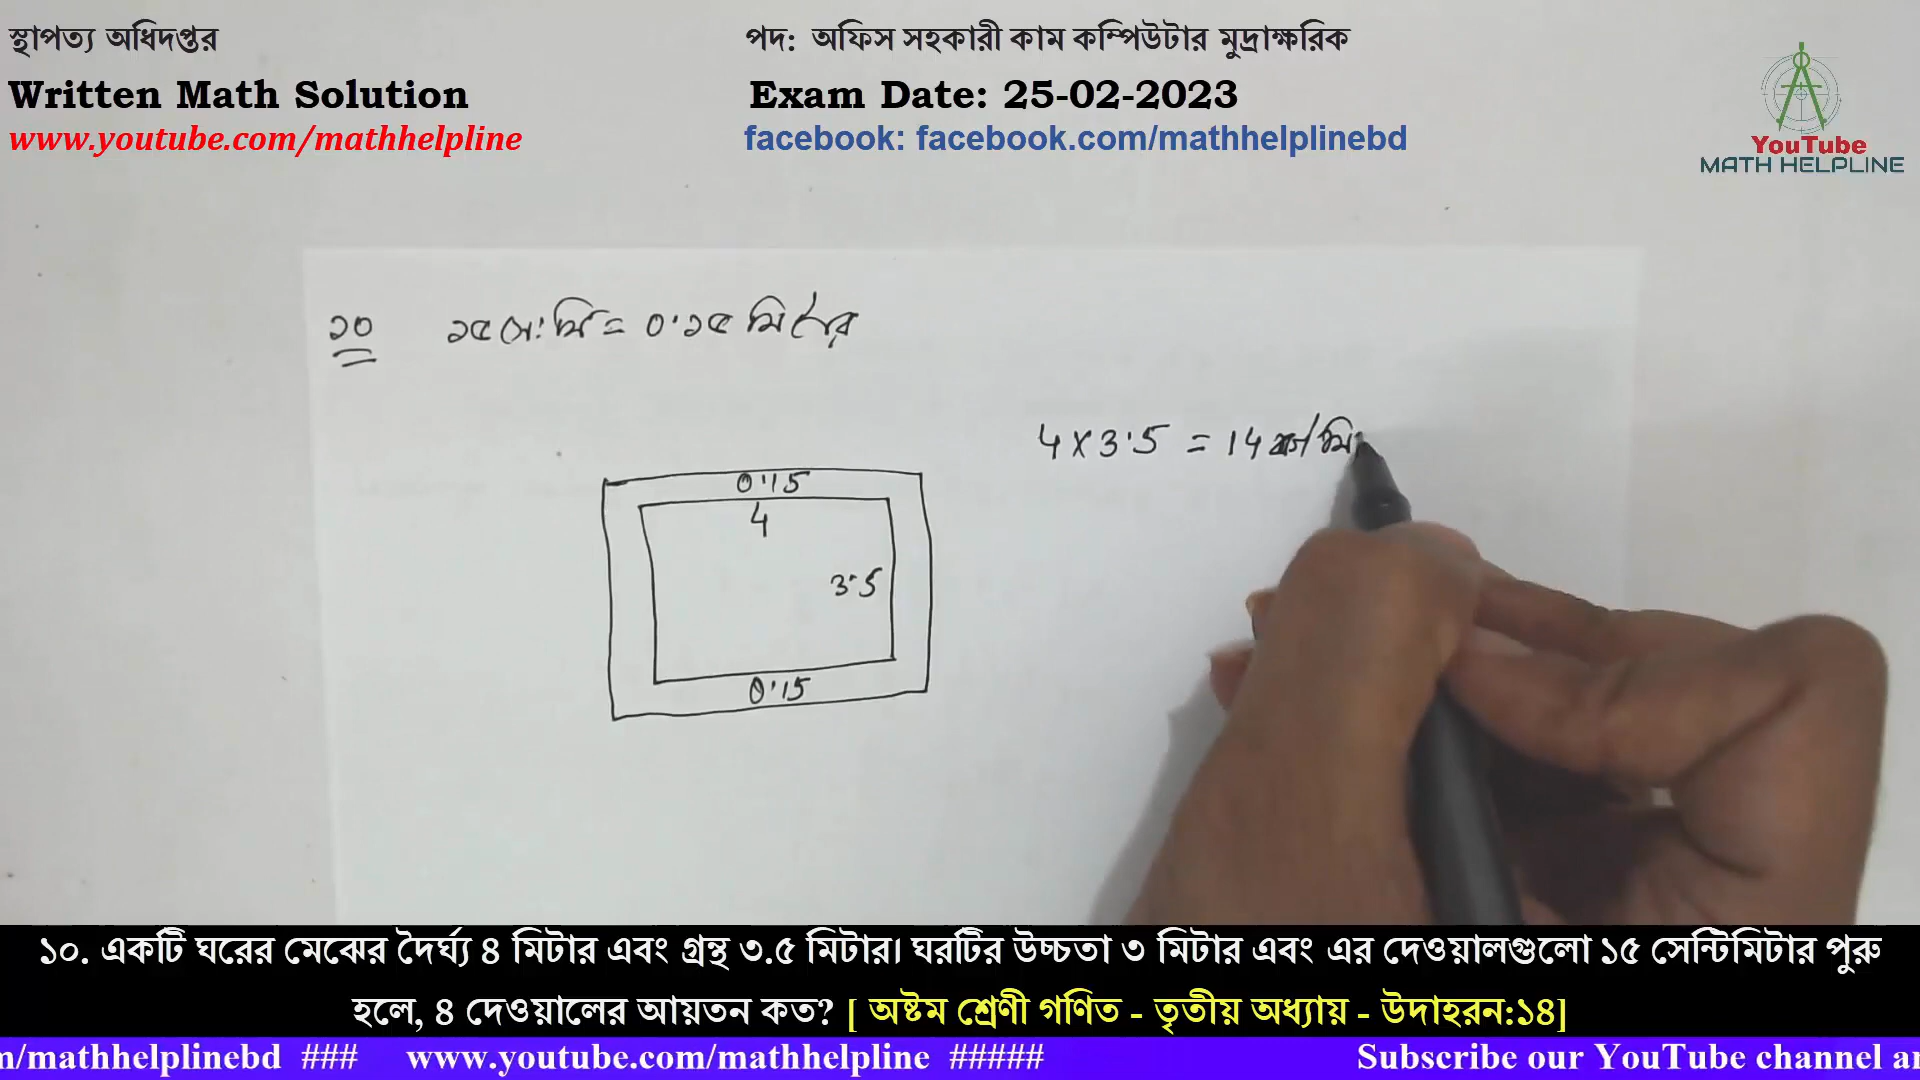 স্থাপত্য অধিদপ্তর
পদ: অফিস সহকারী কাম কম্পিউটার মুদ্রাক্ষরিক
Written Math Solution
Exam Date: 25-02-2023
www.youtube.com/mathhelpline
facebook: facebook.com/mathhelplinebd
YouTube
MATH HELPLINE
১০ ১৫ সে: মি = ০.১৫ মিটার
4 x 3.5 = 14 বর্গ মি
0.15
4
3.5
0.15
১০. একটি ঘরের মেঝের দৈর্ঘ্য ৪ মিটার এবং গ্রন্থ ৩.৫ মিটার। ঘরটির উচ্চতা ৩ মিটার এবং এর দেওয়ালগুলো ১৫ সেন্টিমিটার পুরু
হলে, ৪ দেওয়ালের আয়তন কত? [ অষ্টম শ্রেণী গণিত - তৃতীয় অধ্যায় - উদাহরন:১৪]
m/mathhelplinebd ### www.youtube.com/mathhelpline ##### Subscribe our YouTube channel an